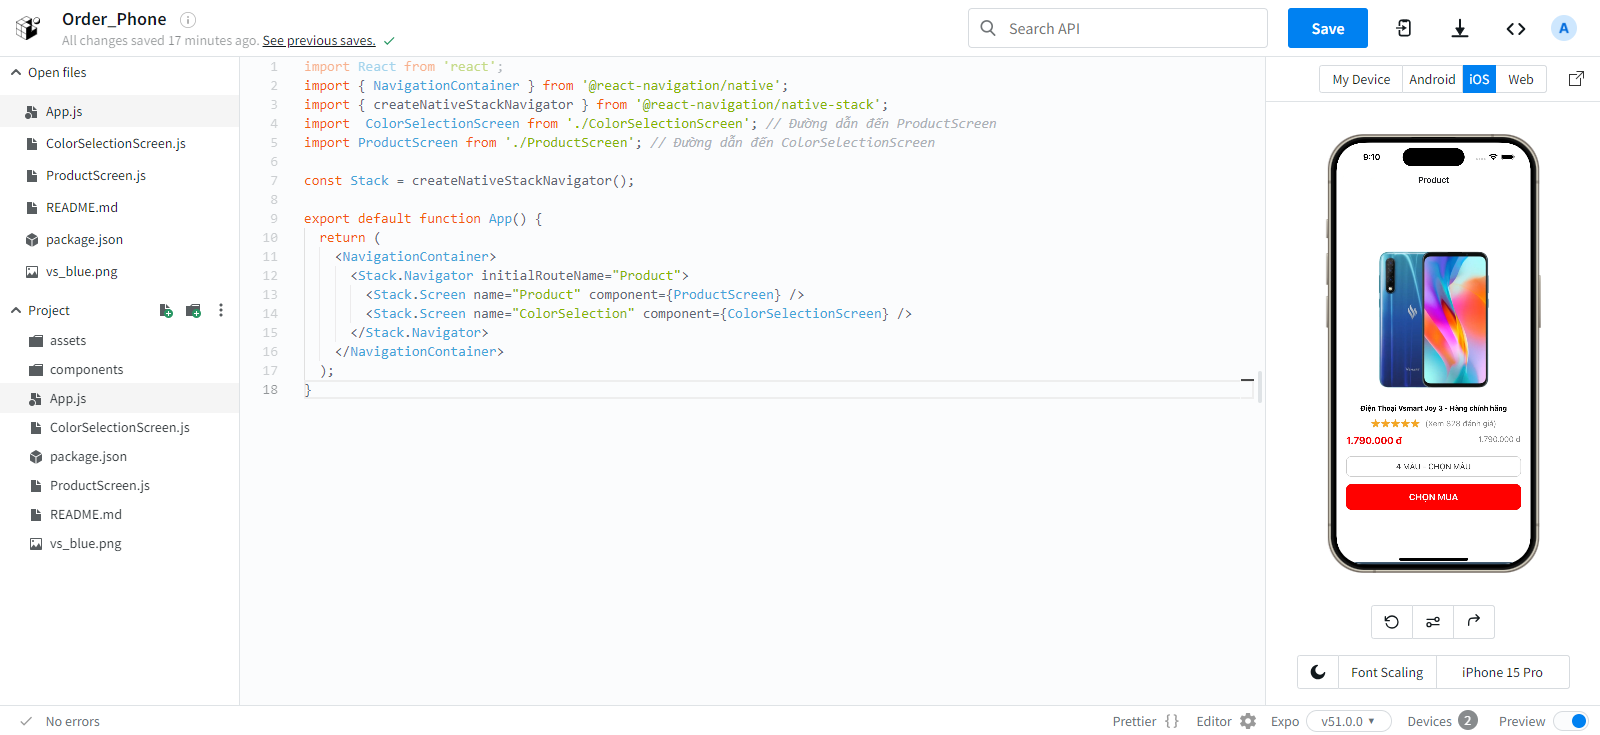 Order_Phone
All changes saved 17 minutes ago. See previous saves.
Search API
Save
A
Open files
App.js
ColorSelectionScreen.js
ProductScreen.js
README.md
package.json
vs_blue.png
Project
assets
components
App.js
ColorSelectionScreen.js
package.json
ProductScreen.js
README.md
vs_blue.png
1 import React from 'react';
2 import { NavigationContainer } from '@react-navigation/native';
3 import { createNativeStackNavigator } from '@react-navigation/native-stack';
4 import  ColorSelectionScreen from './ColorSelectionScreen'; // Đường dẫn đến ProductScreen
5 import ProductScreen from './ProductScreen'; // Đường dẫn đến ColorSelectionScreen
6
7 const Stack = createNativeStackNavigator();
8
9 export default function App() {
10 return (
11 <NavigationContainer>
12 <Stack.Navigator initialRouteName="Product">
13 <Stack.Screen name="Product" component={ProductScreen} />
14 <Stack.Screen name="ColorSelection" component={ColorSelectionScreen} />
15 </Stack.Navigator>
16 </NavigationContainer>
17 );
18 }
My Device Android iOS Web
9:10
Product
Điện Thoại Vsmart Joy 3 - Hàng chính hãng
(Xem 828 đánh giá)
1.790.000 đ 1.790.000 đ
4 MÀU - CHỌN MÀU
CHỌN MUA
Font Scaling iPhone 15 Pro
No errors
Prettier {} Editor Expo v51.0.0 Devices 2 Preview